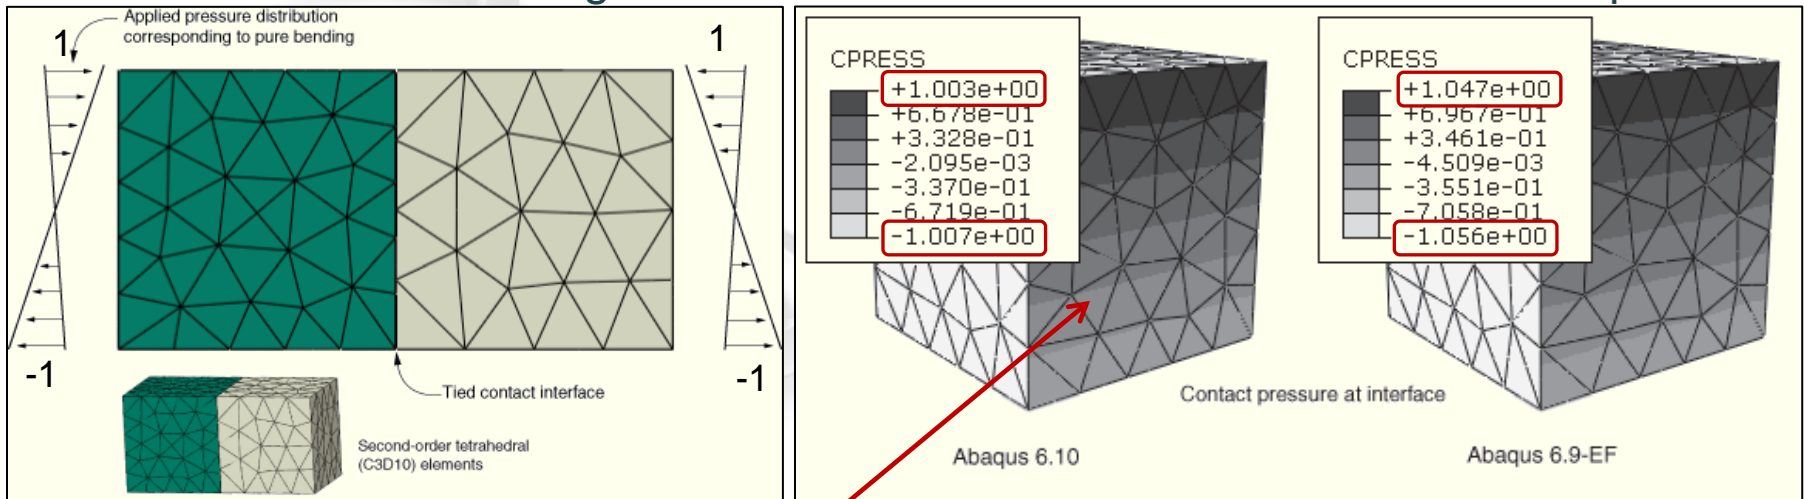 Applied pressure distribution
corresponding to pure bending
1
1
-1
-1
Tied contact interface
Second-order tetrahedral
(C3D10) elements
CPRESS
+1.003e+00
+6.678e-01
+3.328e-01
-2.095e-03
-3.370e-01
-6.719e-01
-1.007e+00
CPRESS
+1.047e+00
+6.967e-01
+3.461e-01
-4.509e-03
-3.551e-01
-7.058e-01
-1.056e+00
Contact pressure at interface
Abaqus 6.10
Abaqus 6.9-EF